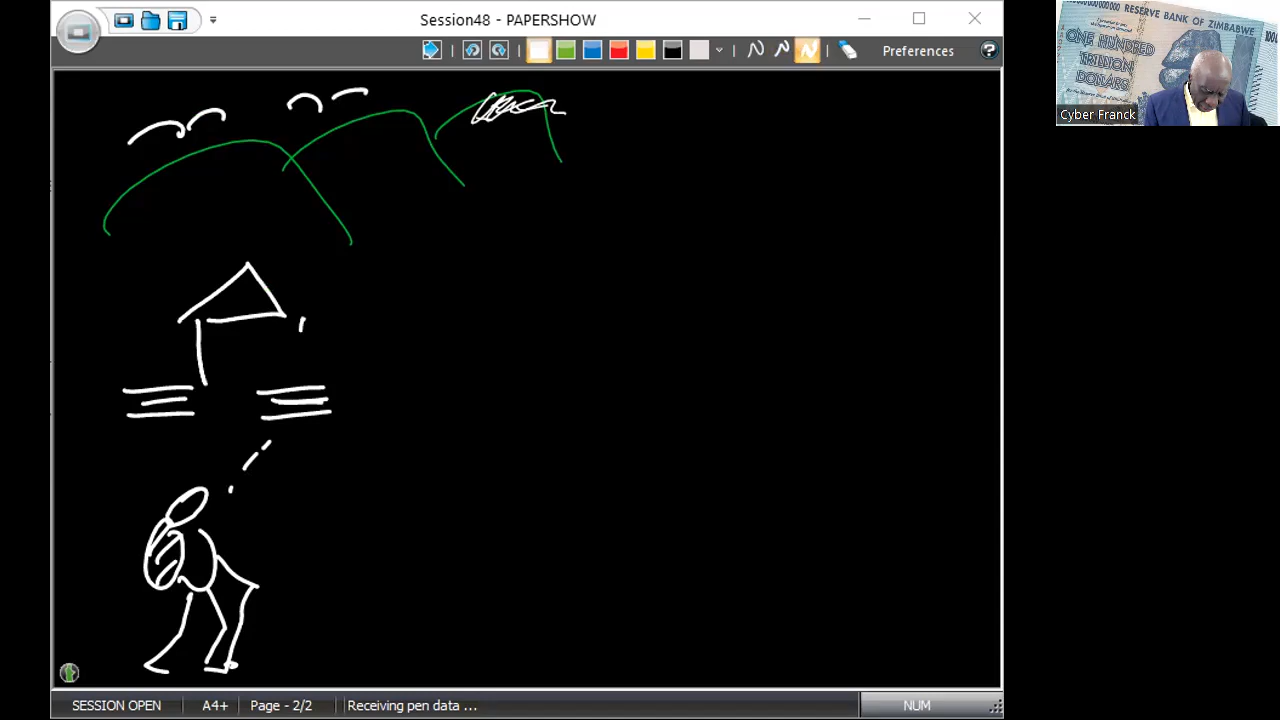 Session48 - PAPERSHOW
Preferences
RESERVE BANK OF ZIMBABWE
ONE HUNDRED
TRILLION
DOLLARS
Cyber Franck
SESSION OPEN
A4+
Page - 2/2
Receiving pen data ...
NUM